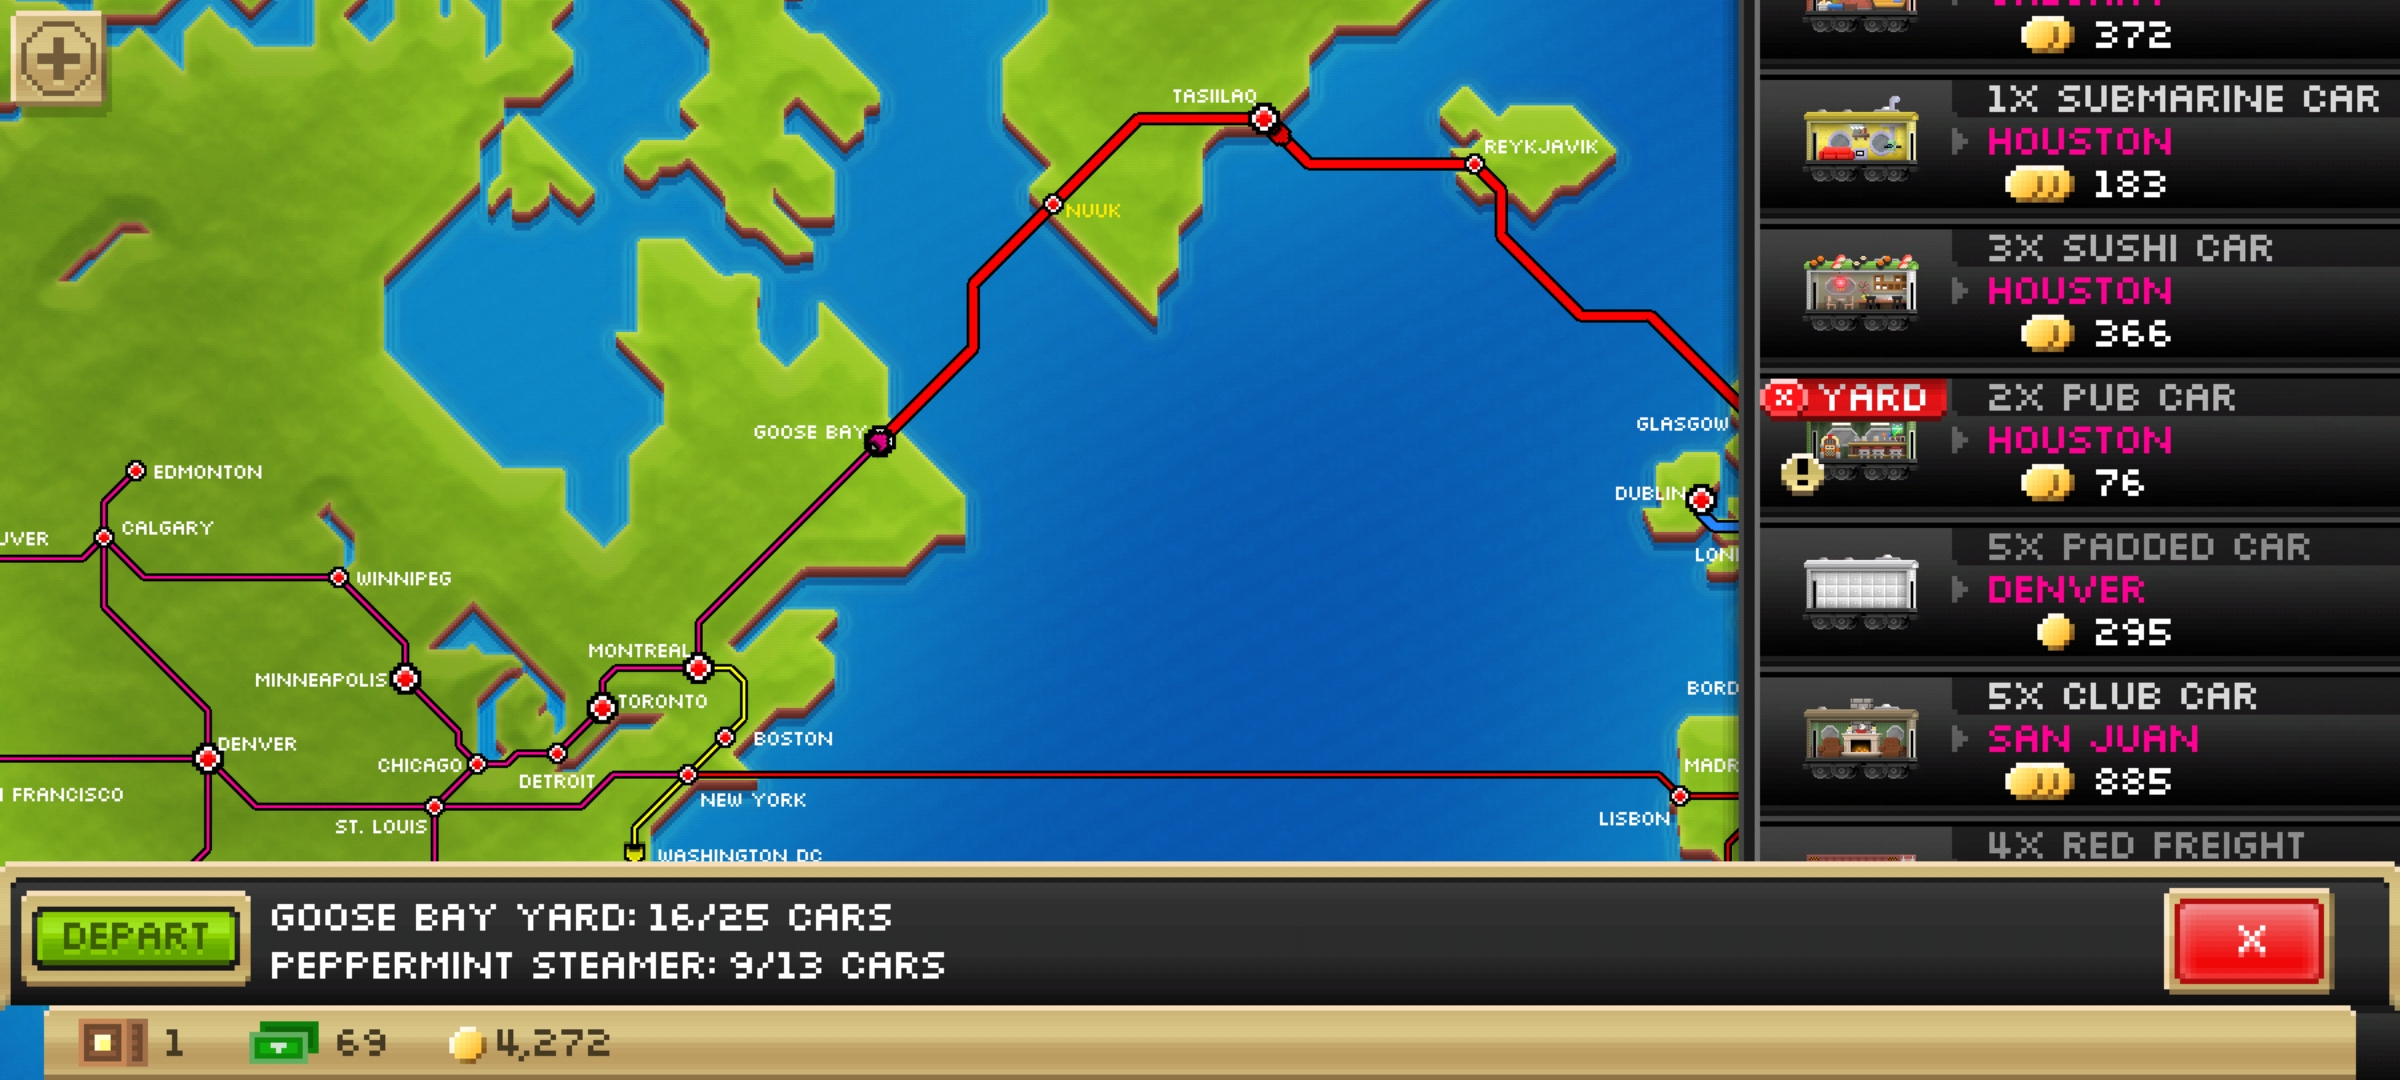 TASIILAQ
REYKJAVIK
NUUK
GOOSE BAY
GLASGOW
DUBLIN
EDMONTON
CALGARY
WINNIPEG
MONTREAL
MINNEAPOLIS
TORONTO
BORD
BOSTON
DENVER
CHICAGO
MADR
DETROIT
FRANCISCO
NEW YORK
LISBON
ST. LOUIS
WASHINGTON DC
372
1X SUBMARINE CAR
HOUSTON
183
3X SUSHI CAR
HOUSTON
366
X YARD
2X PUB CAR
HOUSTON
76
5X PADDED CAR
DENVER
295
5X CLUB CAR
SAN JUAN
885
4X RED FREIGHT
DEPART
GOOSE BAY YARD: 16/25 CARS
PEPPERMINT STEAMER: 9/13 CARS
X
1
69
4,272